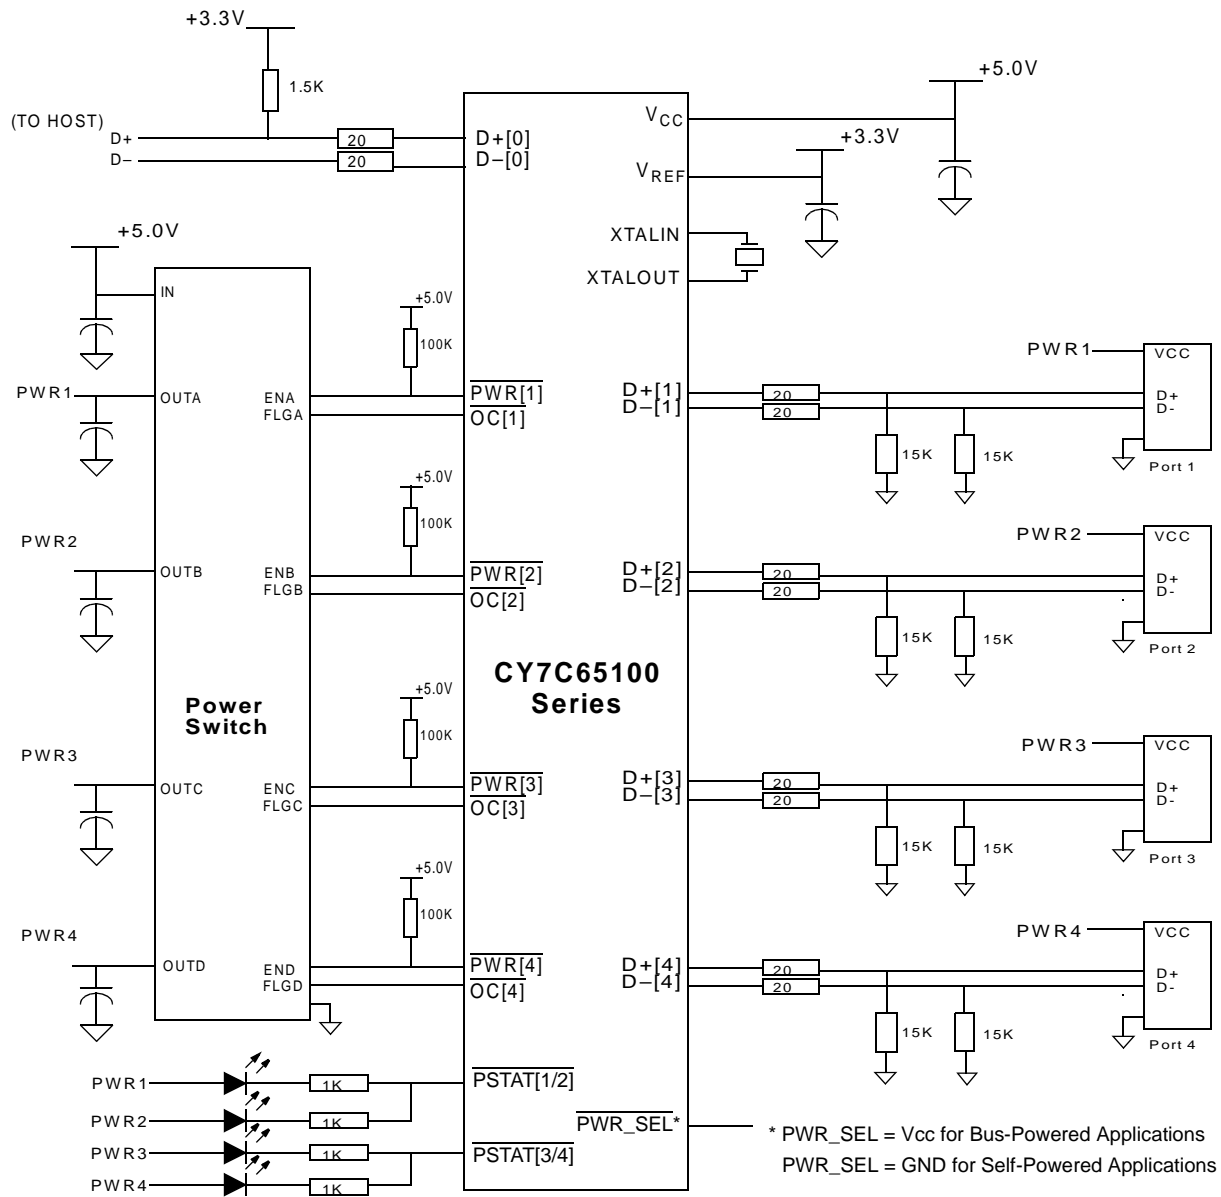 +3.3V
1.5K
(TO HOST)
D+
D–
20
20
+5.0V
IN
PWR1
OUTA
PWR2
OUTB
PWR3
OUTC
PWR4
OUTD
Power
Switch
ENA
FLGA
ENB
FLGB
ENC
FLGC
END
FLGD
+5.0V
100K
+5.0V
100K
+5.0V
100K
+5.0V
100K
PWR1
1K
PWR2
1K
PWR3
1K
PWR4
1K
D+[0]
D–[0]
PWR[1]
OC[1]
PWR[2]
OC[2]
CY7C65100
Series
PWR[3]
OC[3]
PWR[4]
OC[4]
PSTAT[1/2]
PSTAT[3/4]
VCC
VREF
XTALIN
XTALOUT
D+[1]
D–[1]
D+[2]
D–[2]
D+[3]
D–[3]
D+[4]
D–[4]
PWR_SEL*
+5.0V
+3.3V
20
20
15K
15K
PWR1
VCC
D+
D-
Port 1
20
20
15K
15K
PWR2
VCC
D+
D-
Port 2
20
20
15K
15K
PWR3
VCC
D+
D-
Port 3
20
20
15K
15K
PWR4
VCC
D+
D-
Port 4
* PWR_SEL = Vcc for Bus-Powered Applications
PWR_SEL = GND for Self-Powered Applications